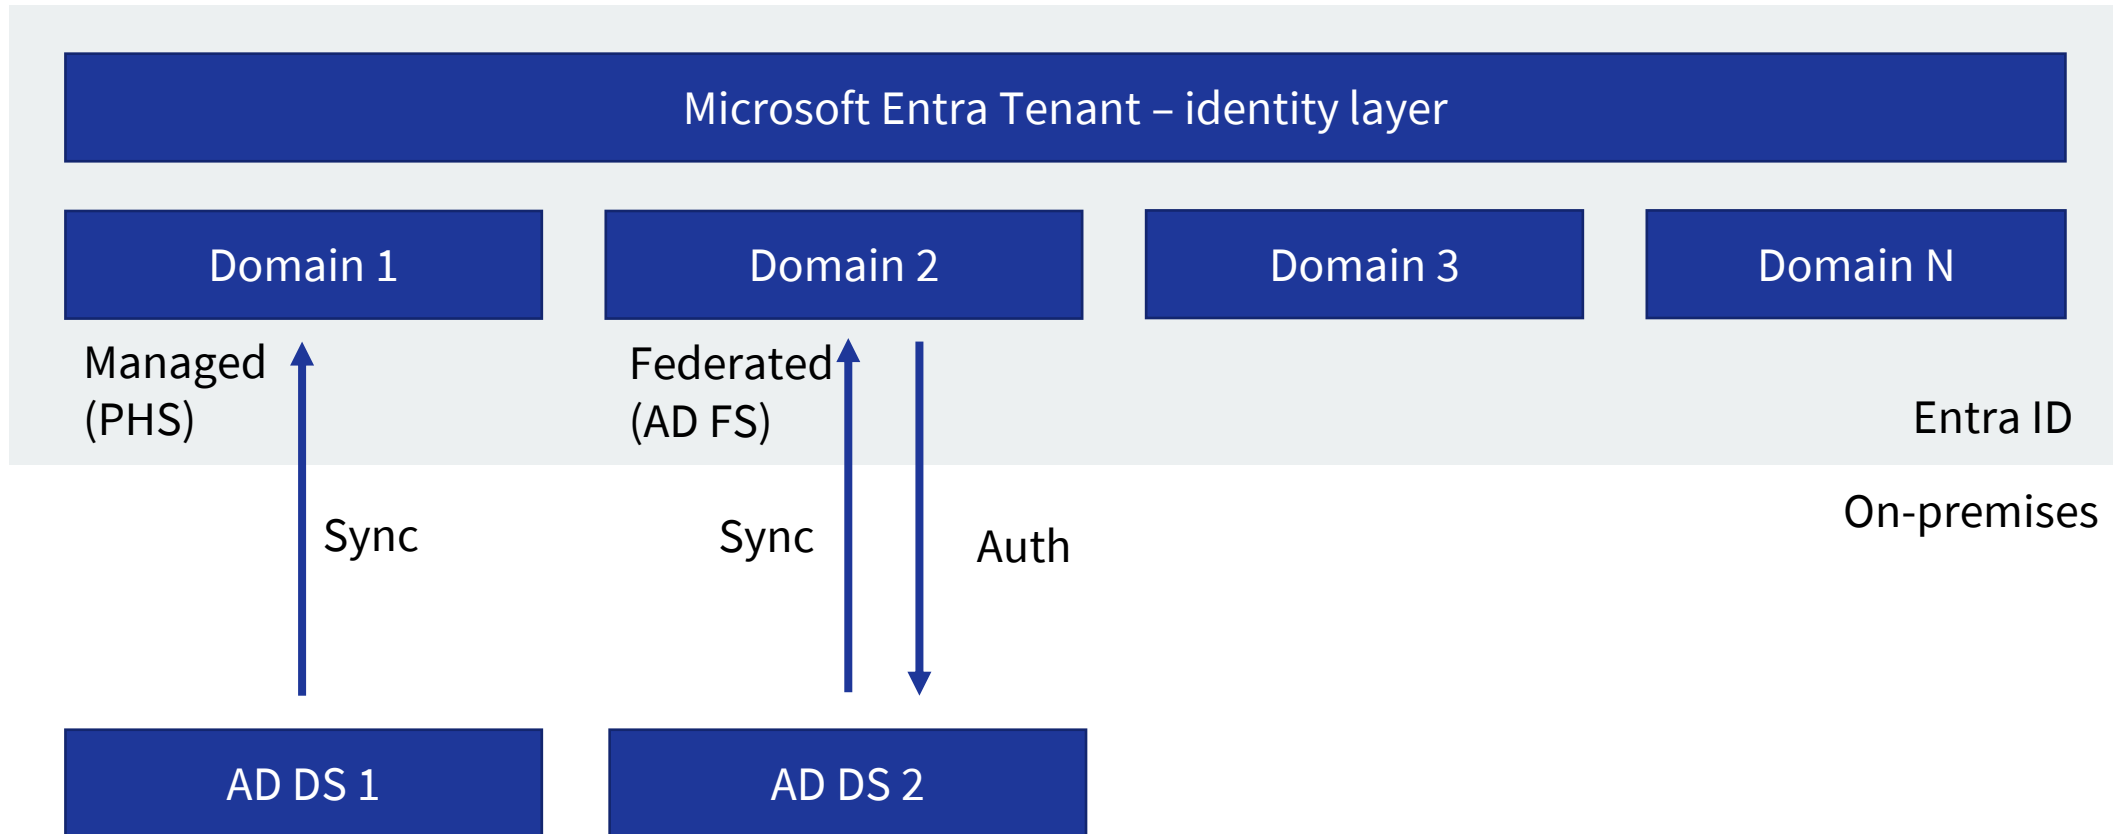 Microsoft Entra Tenant – identity layer
Domain 1
Domain 2
Domain 3
Domain N
Managed
(PHS)
Federated
(AD FS)
Entra ID
On-premises
Sync
Sync
Auth
AD DS 1
AD DS 2